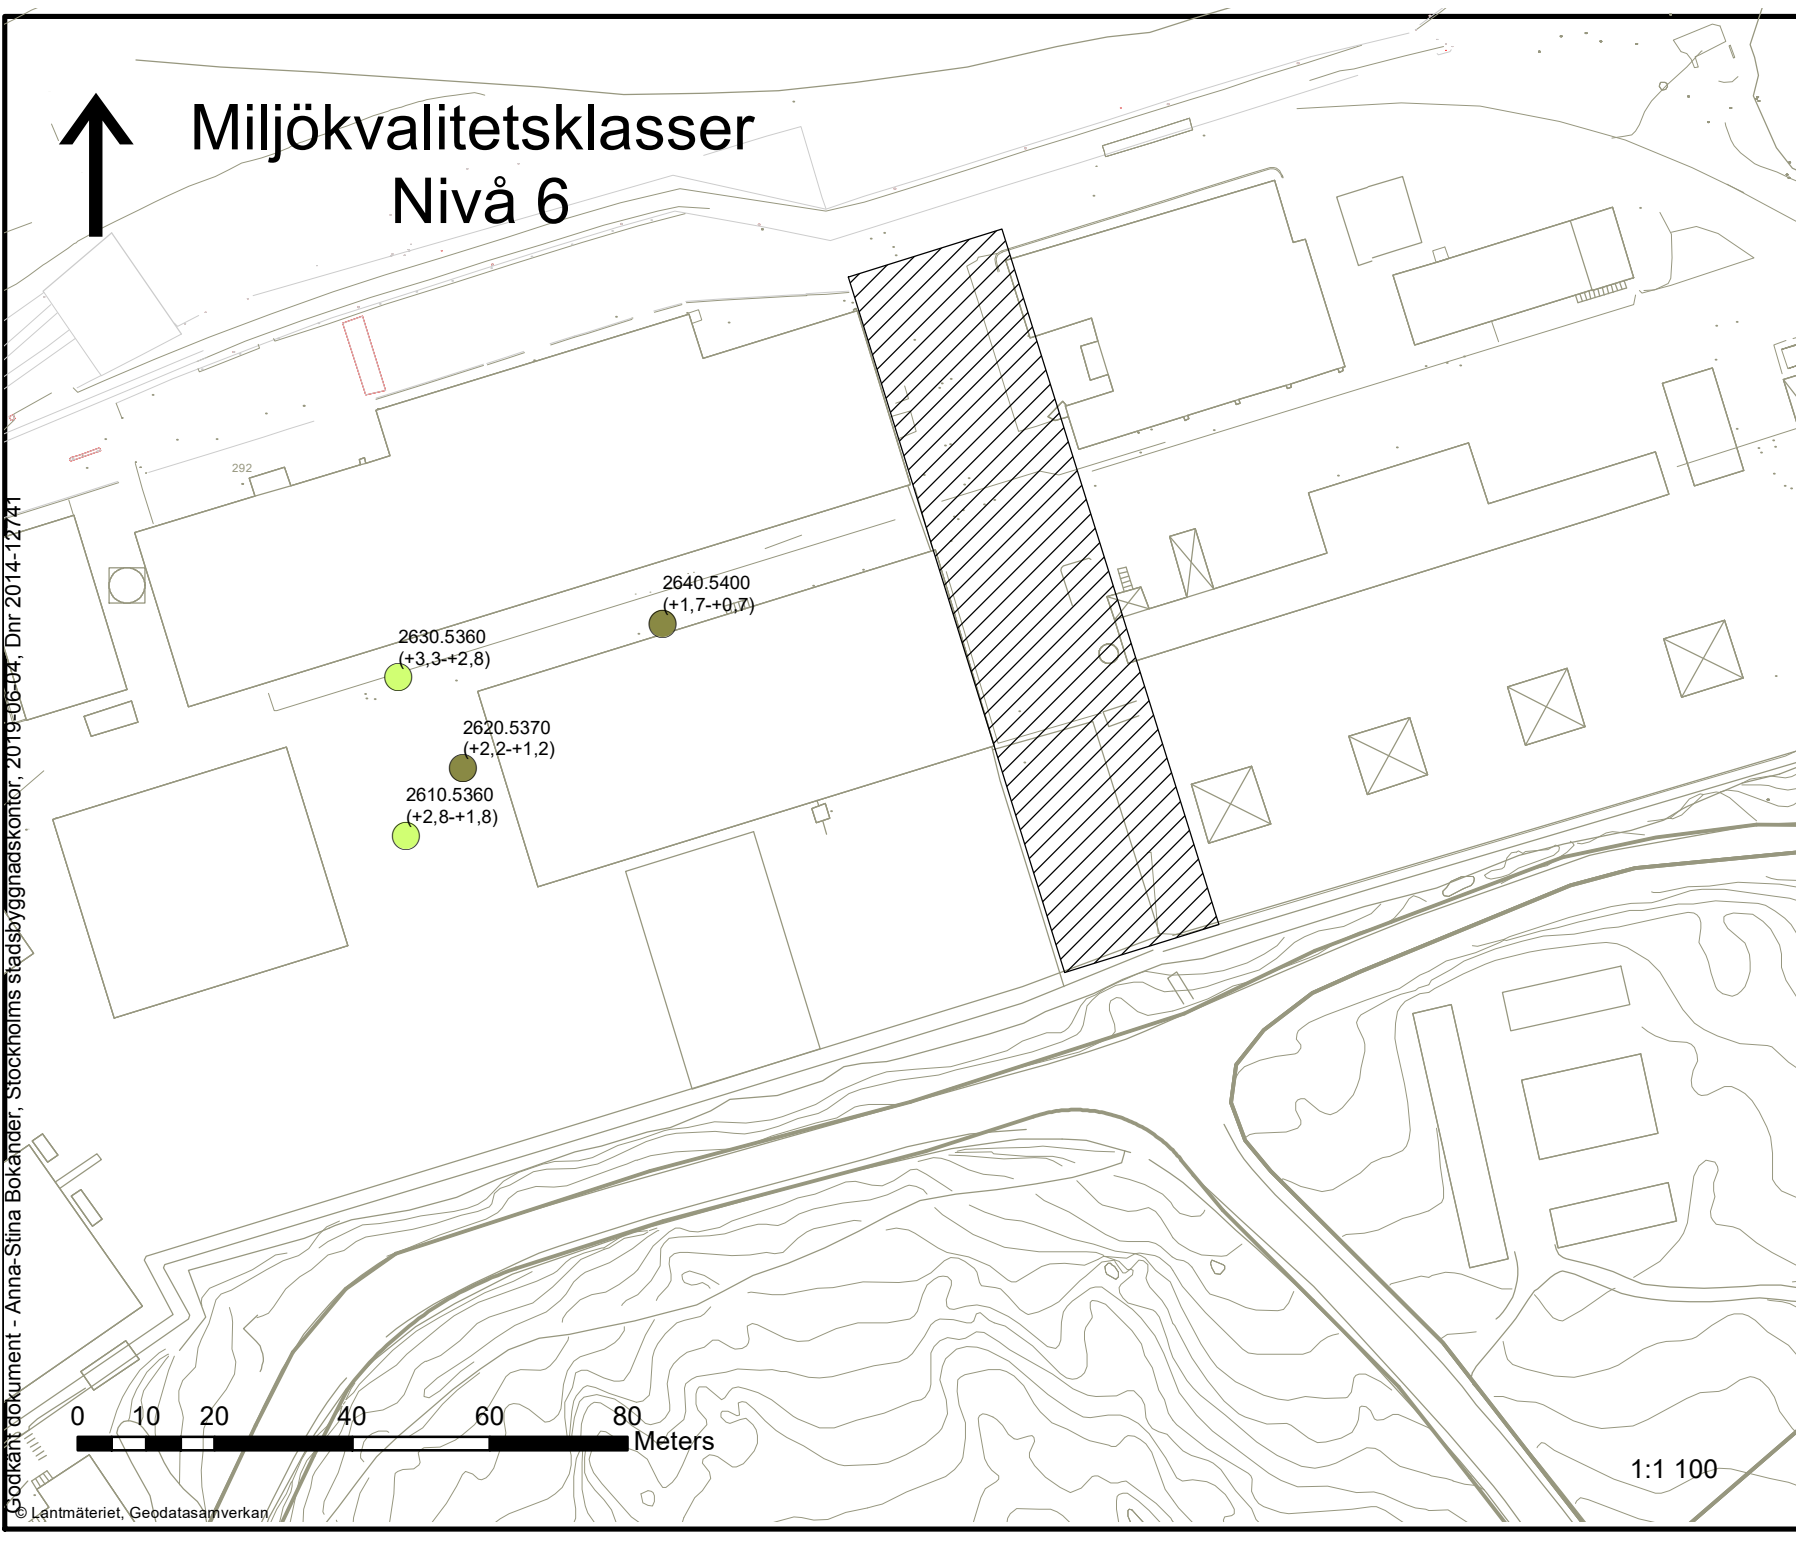 Miljökvalitetsklasser
Nivå 6
292
2640.5400
(+1,7-+0,7)
2630.5360
(+3,3-+2,8)
2620.5370
(+2,2-+1,2)
2610.5360
(+2,8-+1,8)
Godkänt dokument - Anna-Stina Bokander, Stockholms stadsbyggnadskontor, 2019-06-04, Dnr 2014-12741
0 10 20 40 60 80
Meters
1:1 100
© Lantmäteriet, Geodatasamverkan